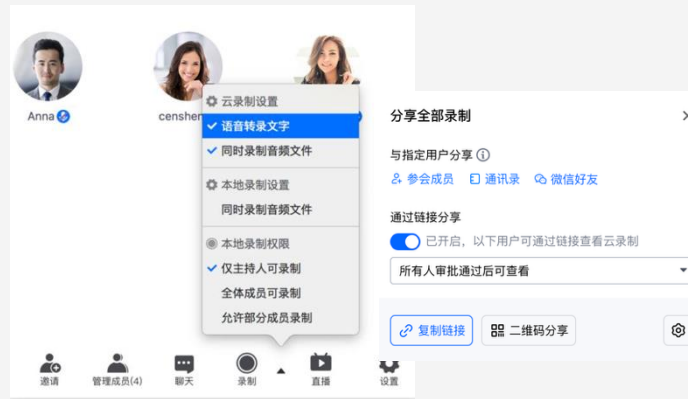 Anna
censhen
云录制设置
语音转录文字
同时录制音频文件
本地录制设置
同时录制音频文件
本地录制权限
仅主持人可录制
全体成员可录制
允许部分成员录制
邀请
管理成员(4)
聊天
录制
直播
设置
分享全部录制
与指定用户分享
参会成员 通讯录 微信好友
通过链接分享
已开启，以下用户可通过链接查看云录制
所有人审批通过后可查看
复制链接 二维码分享